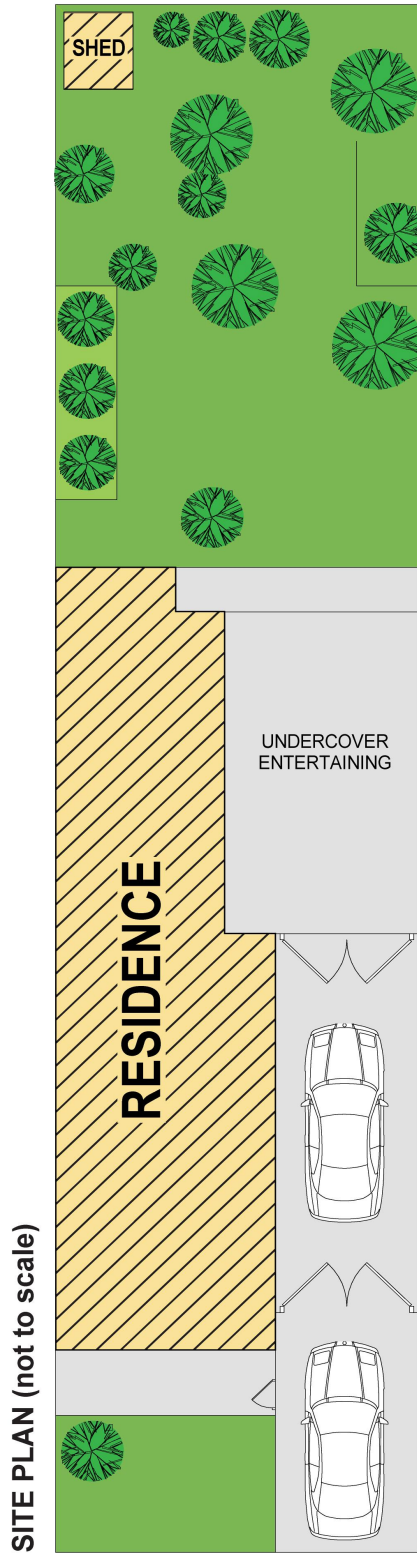 SHED
UNDERCOVER
ENTERTAINING
RESIDENCE
SITE PLAN (not to scale)